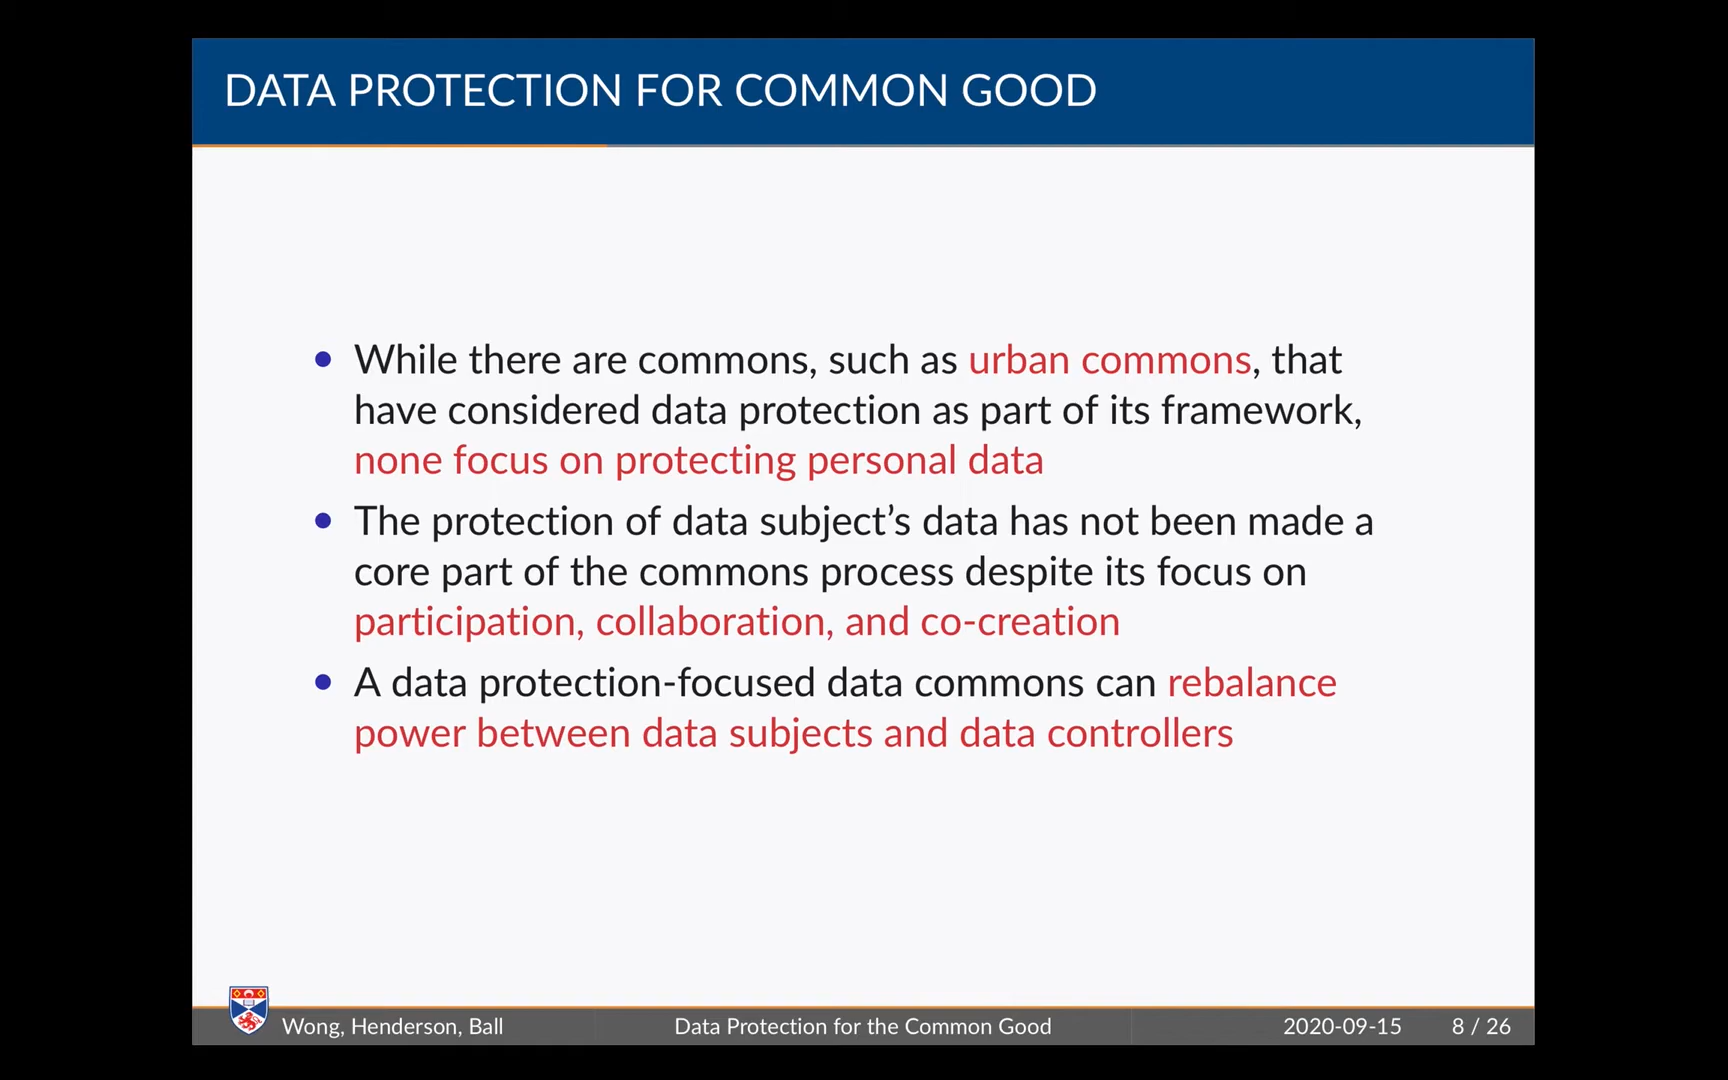 DATA PROTECTION FOR COMMON GOOD
• While there are commons, such as urban commons, that
have considered data protection as part of its framework,
none focus on protecting personal data
• The protection of data subject’s data has not been made a
core part of the commons process despite its focus on
participation, collaboration, and co-creation
• A data protection-focused data commons can rebalance
power between data subjects and data controllers
Wong, Henderson, Ball Data Protection for the Common Good 2020-09-15 8 / 26